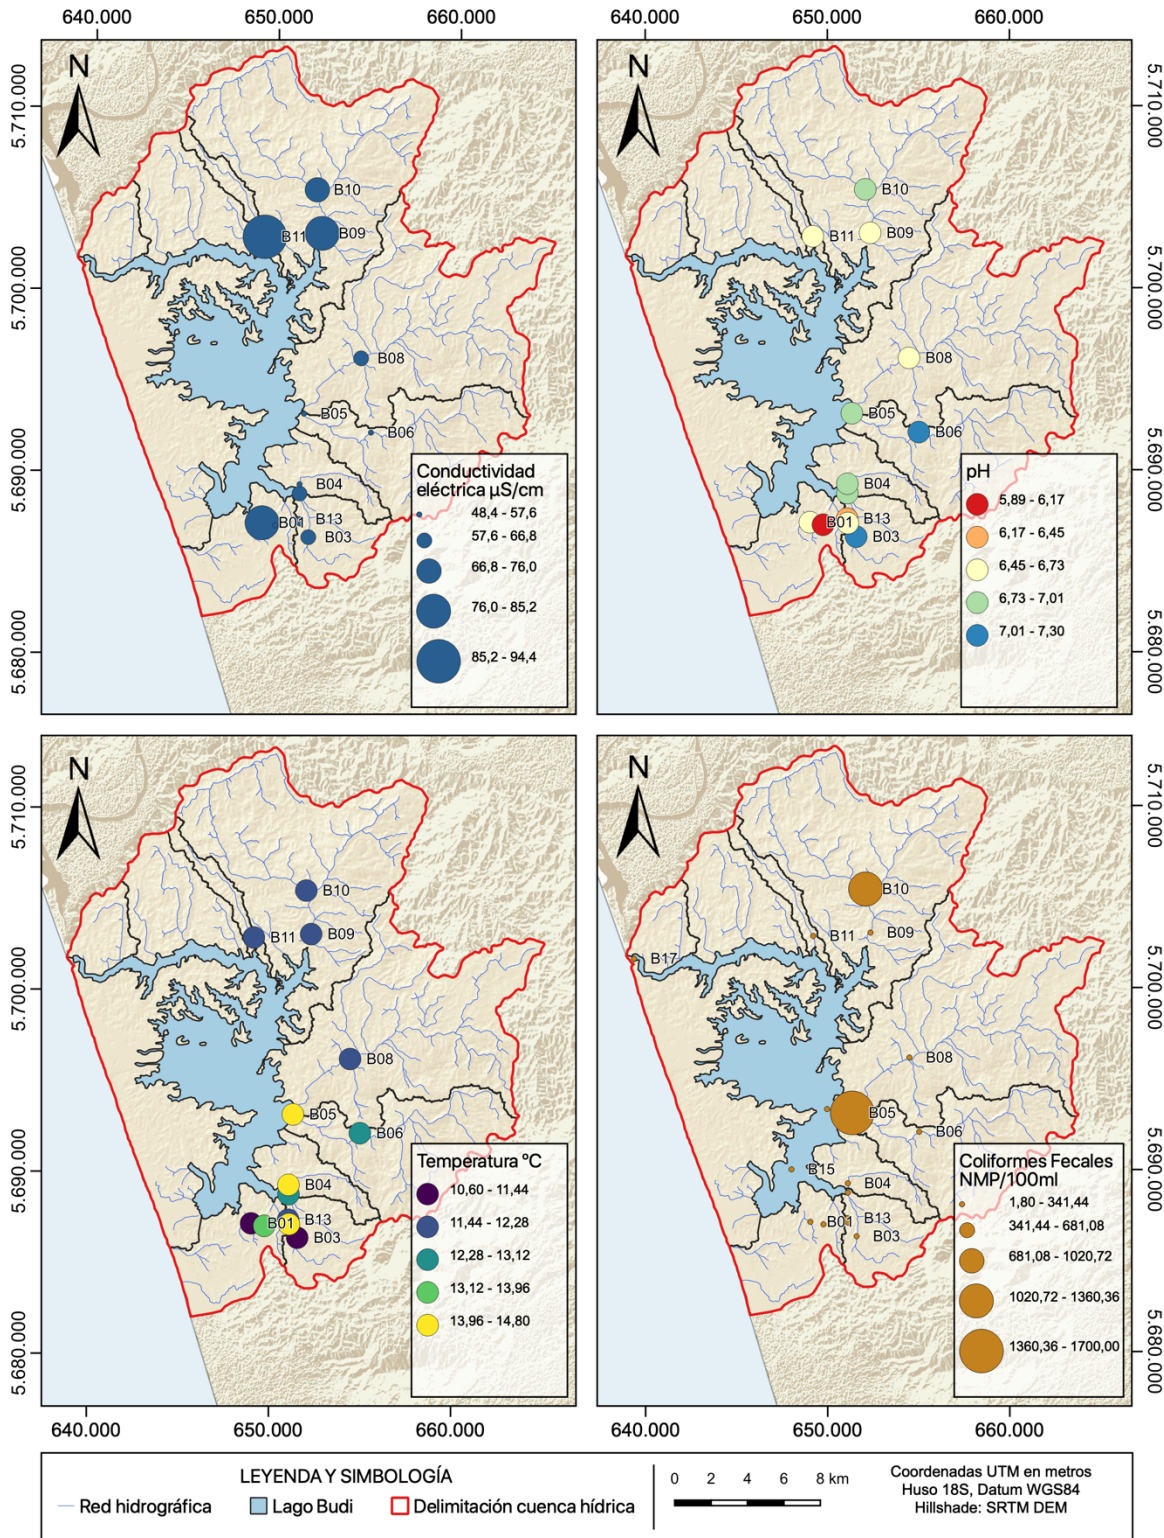 640.000 650.000 660.000
640.000 650.000 660.000
5.710.000
5.700.000
5.690.000
5.680.000
N
B10
B11
B09
B08
B05
B06
B04
B01
B13
B03
Conductividad
eléctrica µS/cm
48,4 - 57,6
57,6 - 66,8
66,8 - 76,0
76,0 - 85,2
85,2 - 94,4
N
B10
B11
B09
B08
B05
B06
B04
B01
B13
B03
pH
5,89 - 6,17
6,17 - 6,45
6,45 - 6,73
6,73 - 7,01
7,01 - 7,30
5.710.000
5.700.000
5.690.000
5.680.000
5.710.000
5.700.000
5.690.000
5.680.000
N
B10
B11
B09
B08
B05
B06
B04
B01
B13
B03
Temperatura ºC
10,60 - 11,44
11,44 - 12,28
12,28 - 13,12
13,12 - 13,96
13,96 - 14,80
N
B10
B11
B09
B17
B08
B05
B06
B15
B04
B01
B13
B03
Coliformes Fecales
NMP/100ml
1,80 - 341,44
341,44 - 681,08
681,08 - 1020,72
1020,72 - 1360,36
1360,36 - 1700,00
5.710.000
5.700.000
5.690.000
5.680.000
640.000 650.000 660.000
640.000 650.000 660.000
LEYENDA Y SIMBOLOGÍA
Red hidrográfica Lago Budi Delimitación cuenca hídrica
0 2 4 6 8 km
Coordenadas UTM en metros
Huso 18S, Datum WGS84
Hillshade: SRTM DEM